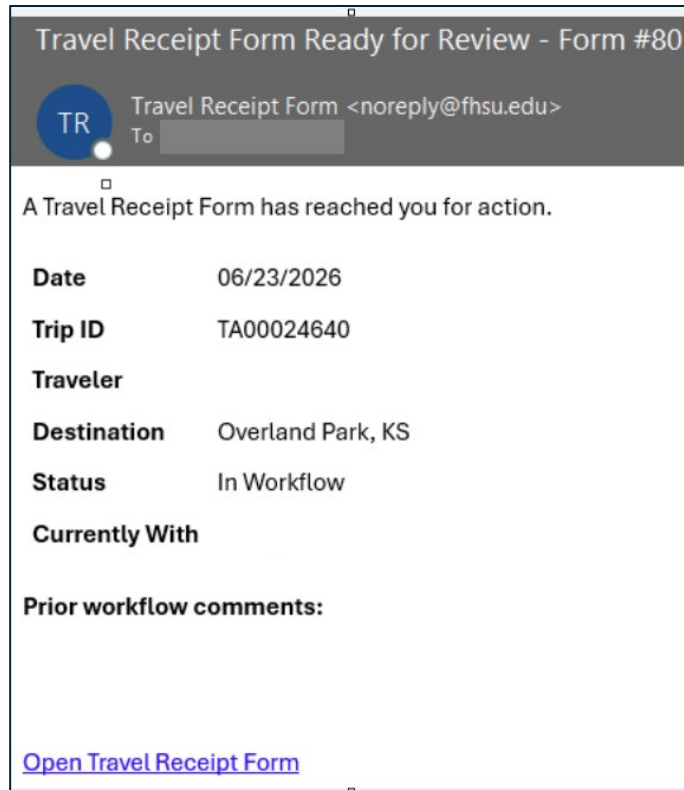 Travel Receipt Form Ready for Review - Form #80
TR
Travel Receipt Form <noreply@fhsu.edu>
To
A Travel Receipt Form has reached you for action.
Date 06/23/2026
Trip ID TA00024640
Traveler
Destination Overland Park, KS
Status In Workflow
Currently With
Prior workflow comments:
Open Travel Receipt Form